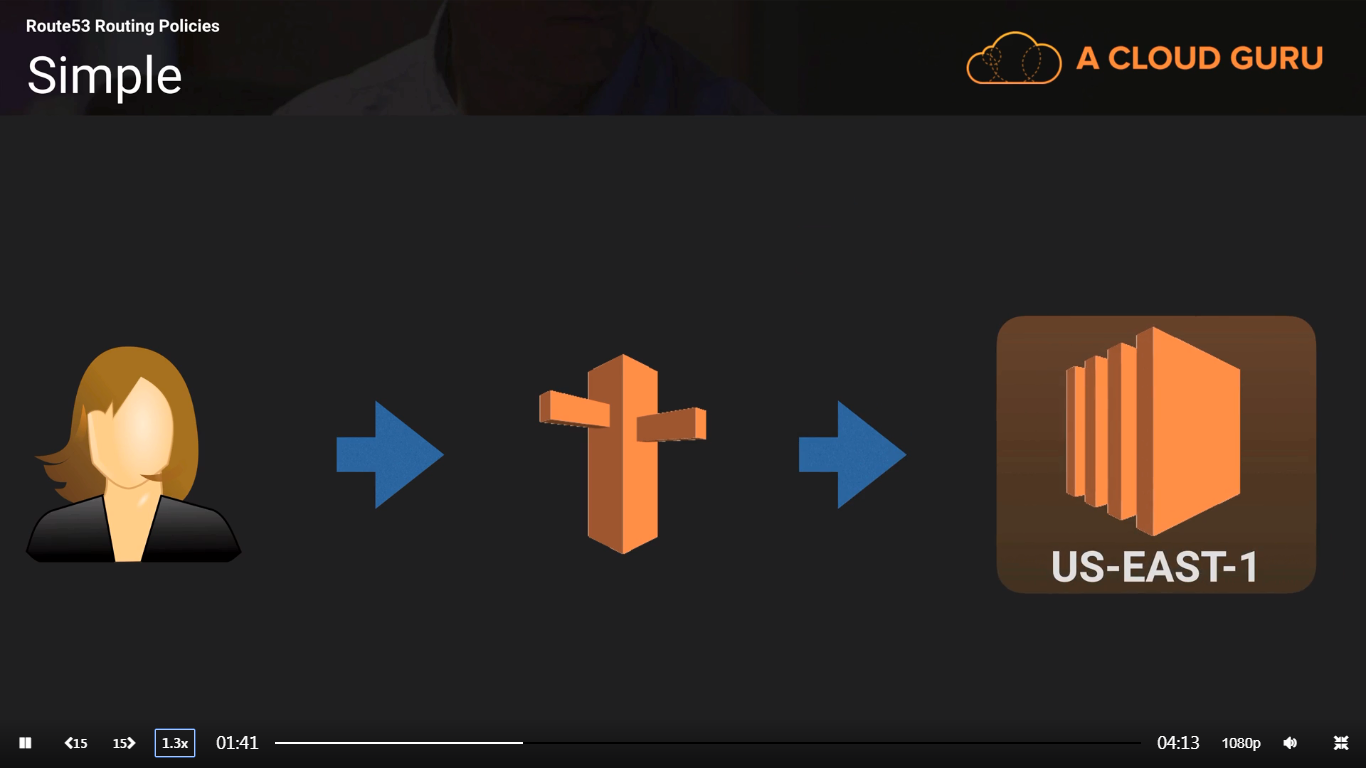 Route53 Routing Policies
Simple
A CLOUD GURU
US-EAST-1
15
15
1.3x
01:41
04:13
1080p